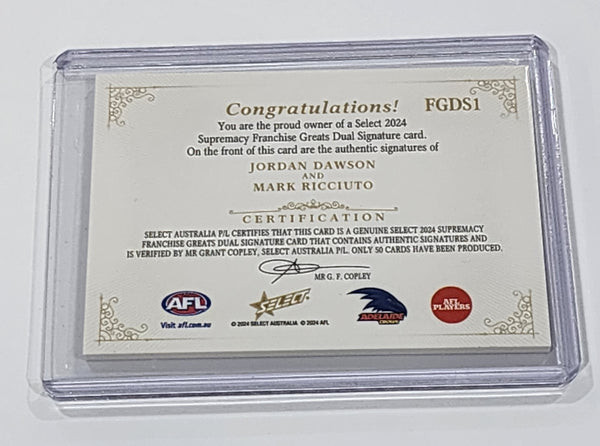 Congratulations! FGDS1
You are the proud owner of a Select 2024
Supremacy Franchise Greats Dual Signature card.
On the front of this card are the authentic signatures of
JORDAN DAWSON
AND
MARK RICCIUTO
CERTIFICATION
SELECT AUSTRALIA P/L CERTIFIES THAT THIS CARD IS A GENUINE SELECT 2024 SUPREMACY
FRANCHISE GREATS DUAL SIGNATURE CARD THAT CONTAINS AUTHENTIC SIGNATURES AND
IS VERIFIED BY MR GRANT COPLEY, SELECT AUSTRALIA P/L. ONLY 50 CARDS HAVE BEEN PRODUCED.
MR G. F. COPLEY
AFL
Visit afl.com.au
SELECT
© 2024 SELECT AUSTRALIA © 2024 AFL
ADELAIDE
CROWS
AFL
PLAYERS